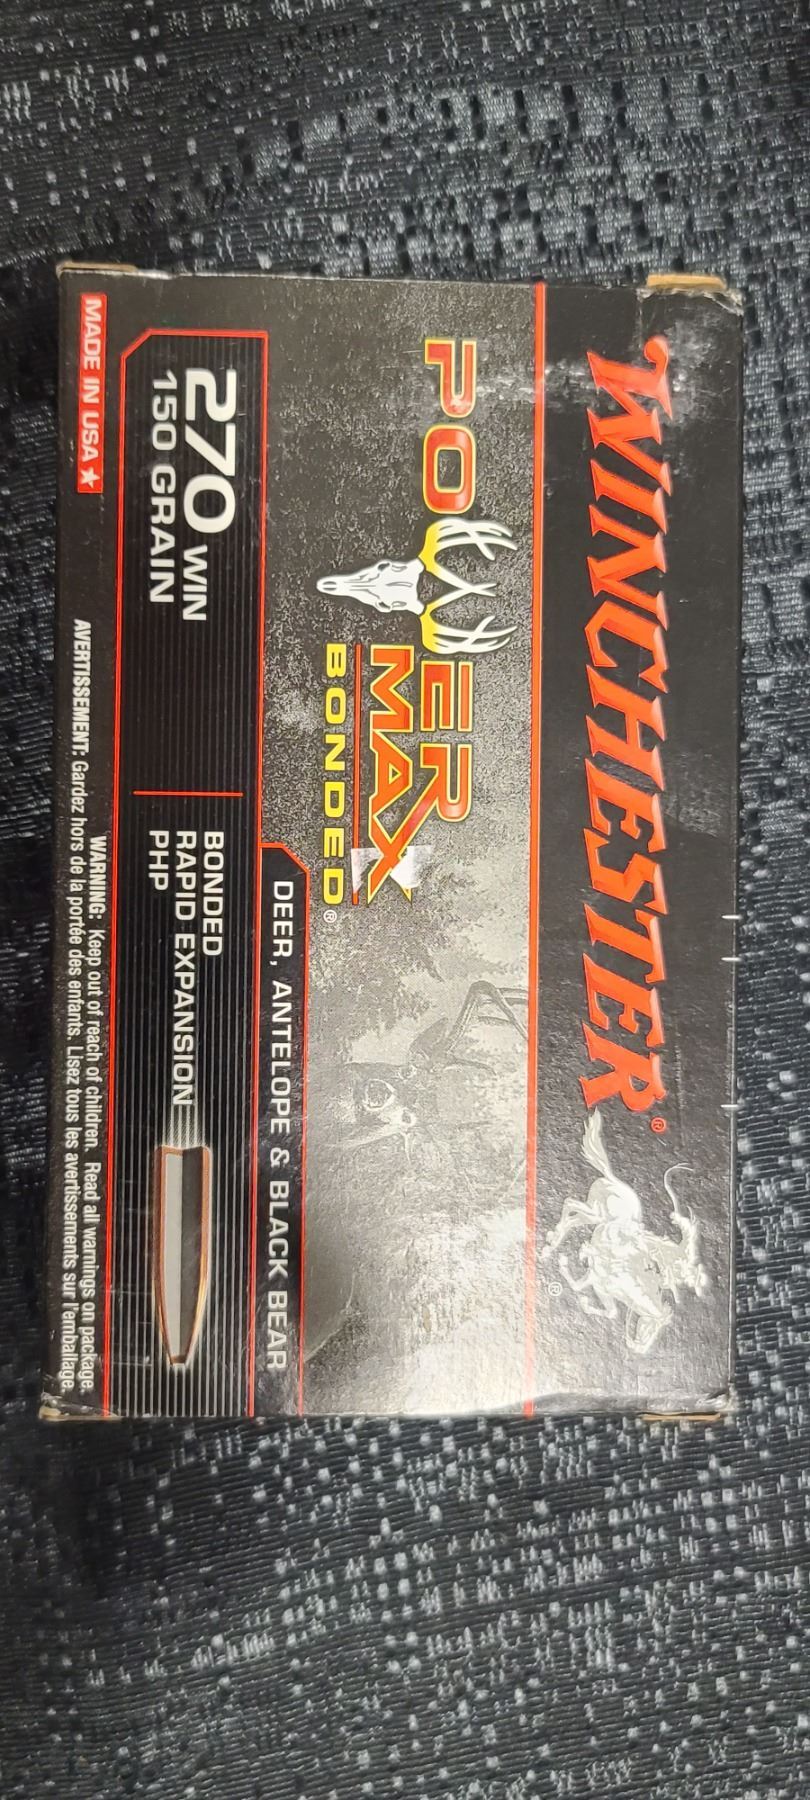 WINCHESTER®
®
POWER
MAX
BONDED®
DEER, ANTELOPE & BLACK BEAR
270 WIN
150 GRAIN
BONDED
RAPID EXPANSION
PHP
MADE IN USA ★
WARNING: Keep out of reach of children. Read all warnings on package.
AVERTISSEMENT: Gardez hors de la portée des enfants. Lisez tous les avertissements sur l'emballage.